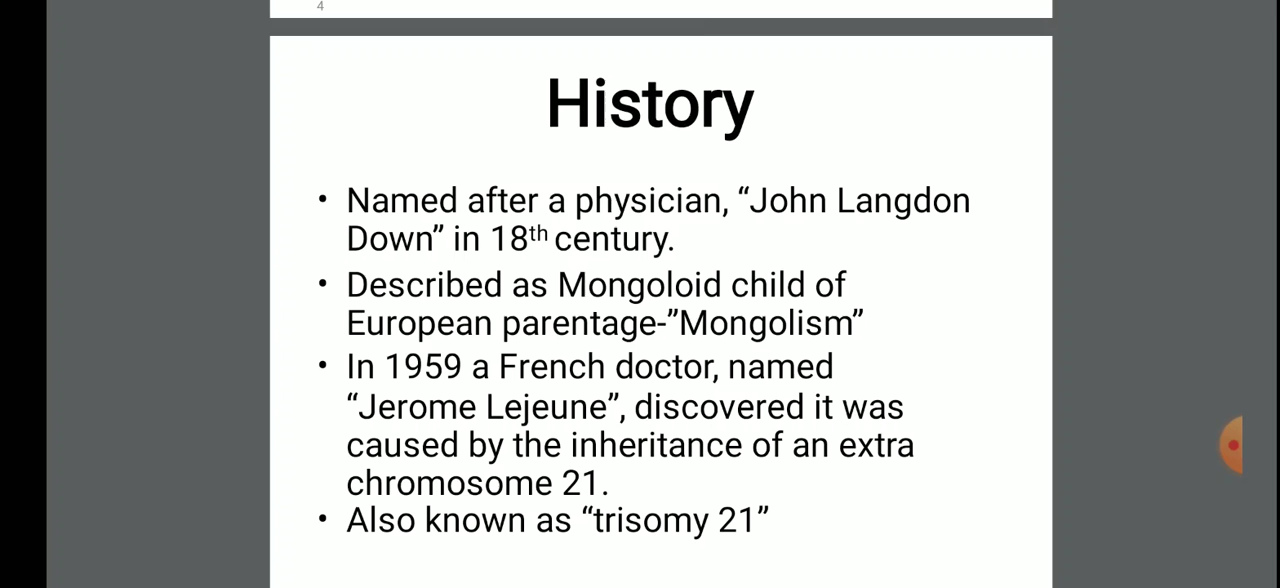 4
History
• Named after a physician, “John Langdon
Down” in 18th century.
• Described as Mongoloid child of
European parentage-”Mongolism”
• In 1959 a French doctor, named
“Jerome Lejeune”, discovered it was
caused by the inheritance of an extra
chromosome 21.
• Also known as “trisomy 21”